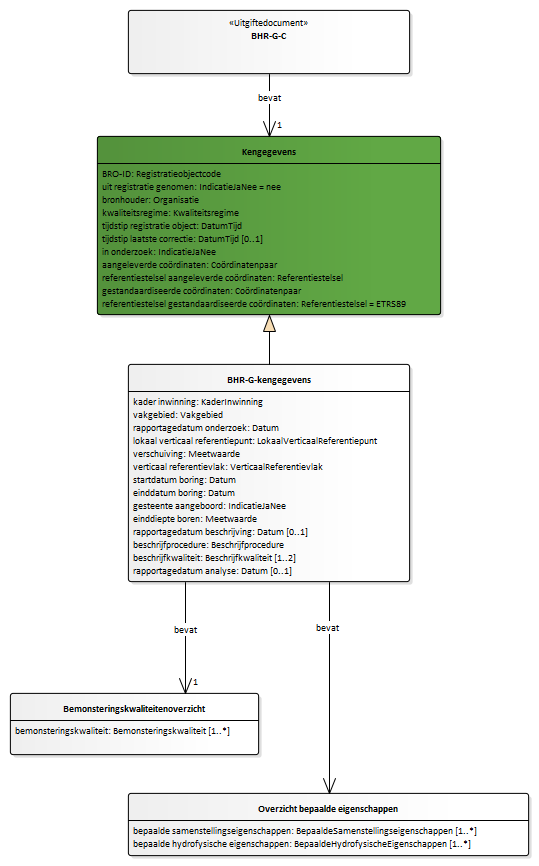 «Uitgiftedocument»
BHR-G-C
bevat
1
Kengegevens
BRO-ID: Registratieobjectcode
uit registratie genomen: IndicatieJaNee = nee
bronhouder: Organisatie
kwaliteitsregime: Kwaliteitsregime
tijdstip registratie object: DatumTijd
tijdstip laatste correctie: DatumTijd [0..1]
in onderzoek: IndicatieJaNee
aangeleverde coördinaten: Coördinatenpaar
referentiestelsel aangeleverde coördinaten: Referentiestelsel
gestandaardiseerde coördinaten: Coördinatenpaar
referentiestelsel gestandaardiseerde coördinaten: Referentiestelsel = ETRS89
BHR-G-kengegevens
kader inwinning: KaderInwinning
vakgebied: Vakgebied
rapportagedatum onderzoek: Datum
lokaal verticaal referentiepunt: LokaalVerticaalReferentiepunt
verschuiving: Meetwaarde
verticaal referentievlak: VerticaalReferentievlak
startdatum boring: Datum
einddatum boring: Datum
gesteente aangeboord: IndicatieJaNee
einddiepte boren: Meetwaarde
rapportagedatum beschrijving: Datum [0..1]
beschrijfprocedure: Beschrijfprocedure
beschrijfkwaliteit: Beschrijfkwaliteit [1..2]
rapportagedatum analyse: Datum [0..1]
bevat
bevat
1
Bemonsteringskwaliteitenoverzicht
bemonsteringskwaliteit: Bemonsteringskwaliteit [1..*]
Overzicht bepaalde eigenschappen
bepaalde samenstellingseigenschappen: BepaaldeSamenstellingseigenschappen [1..*]
bepaalde hydrofysische eigenschappen: BepaaldeHydrofysischeEigenschappen [1..*]